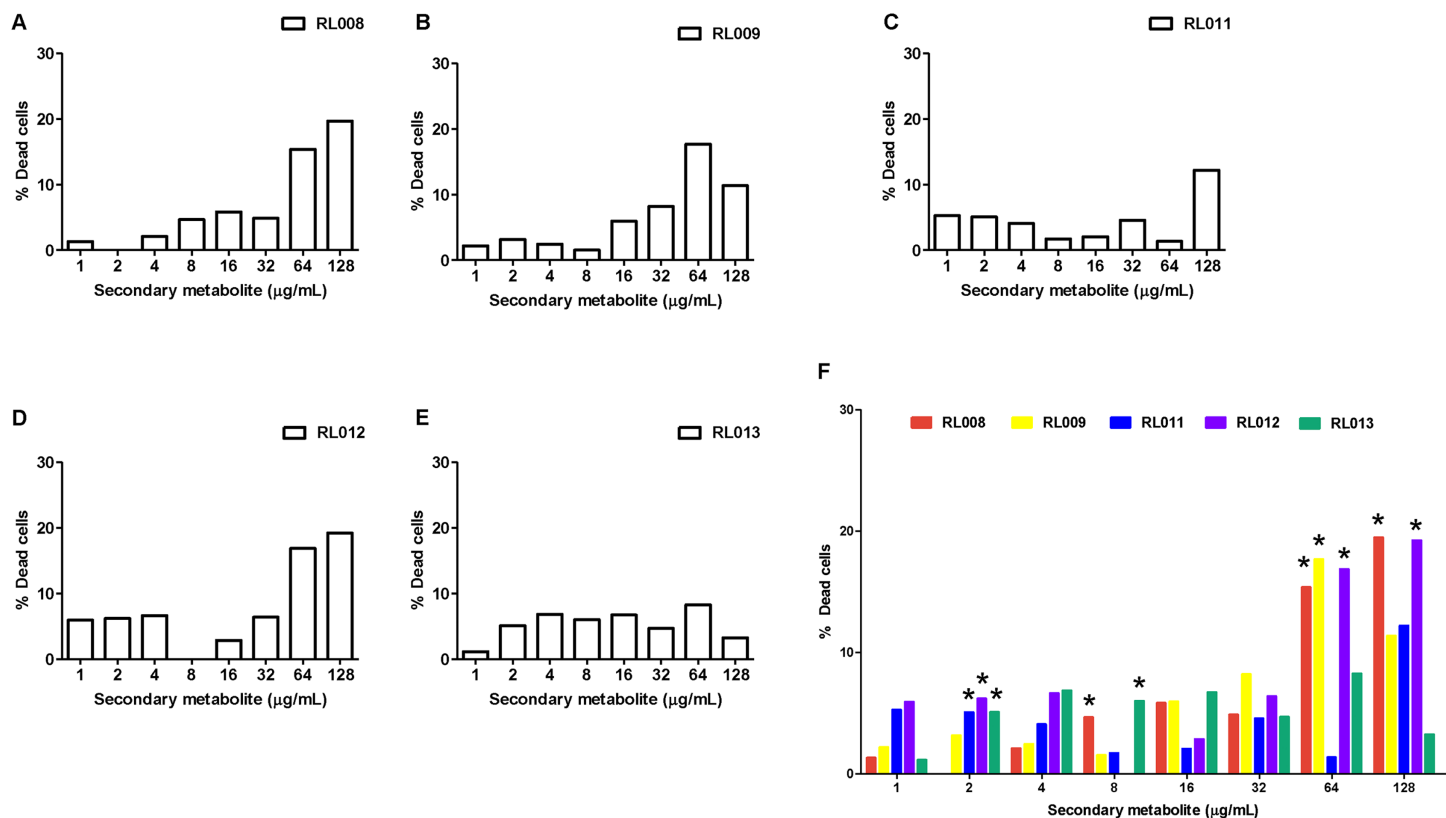 A
RL008
30
20
10
0
% Dead cells
1 2 4 8 16 32 64 128
Secondary metabolite (μg/mL)
B
RL009
30
20
10
0
% Dead cells
1 2 4 8 16 32 64 128
Secondary metabolite (μg/mL)
C
RL011
30
20
10
0
% Dead cells
1 2 4 8 16 32 64 128
Secondary metabolite (μg/mL)
D
RL012
30
20
10
0
% Dead cells
1 2 4 8 16 32 64 128
Secondary metabolite (μg/mL)
E
RL013
30
20
10
0
% Dead cells
1 2 4 8 16 32 64 128
Secondary metabolite (μg/mL)
F
RL008 RL009 RL011 RL012 RL013
30
20
10
0
% Dead cells
* * * * * * * * * *
1 2 4 8 16 32 64 128
Secondary metabolite (μg/mL)